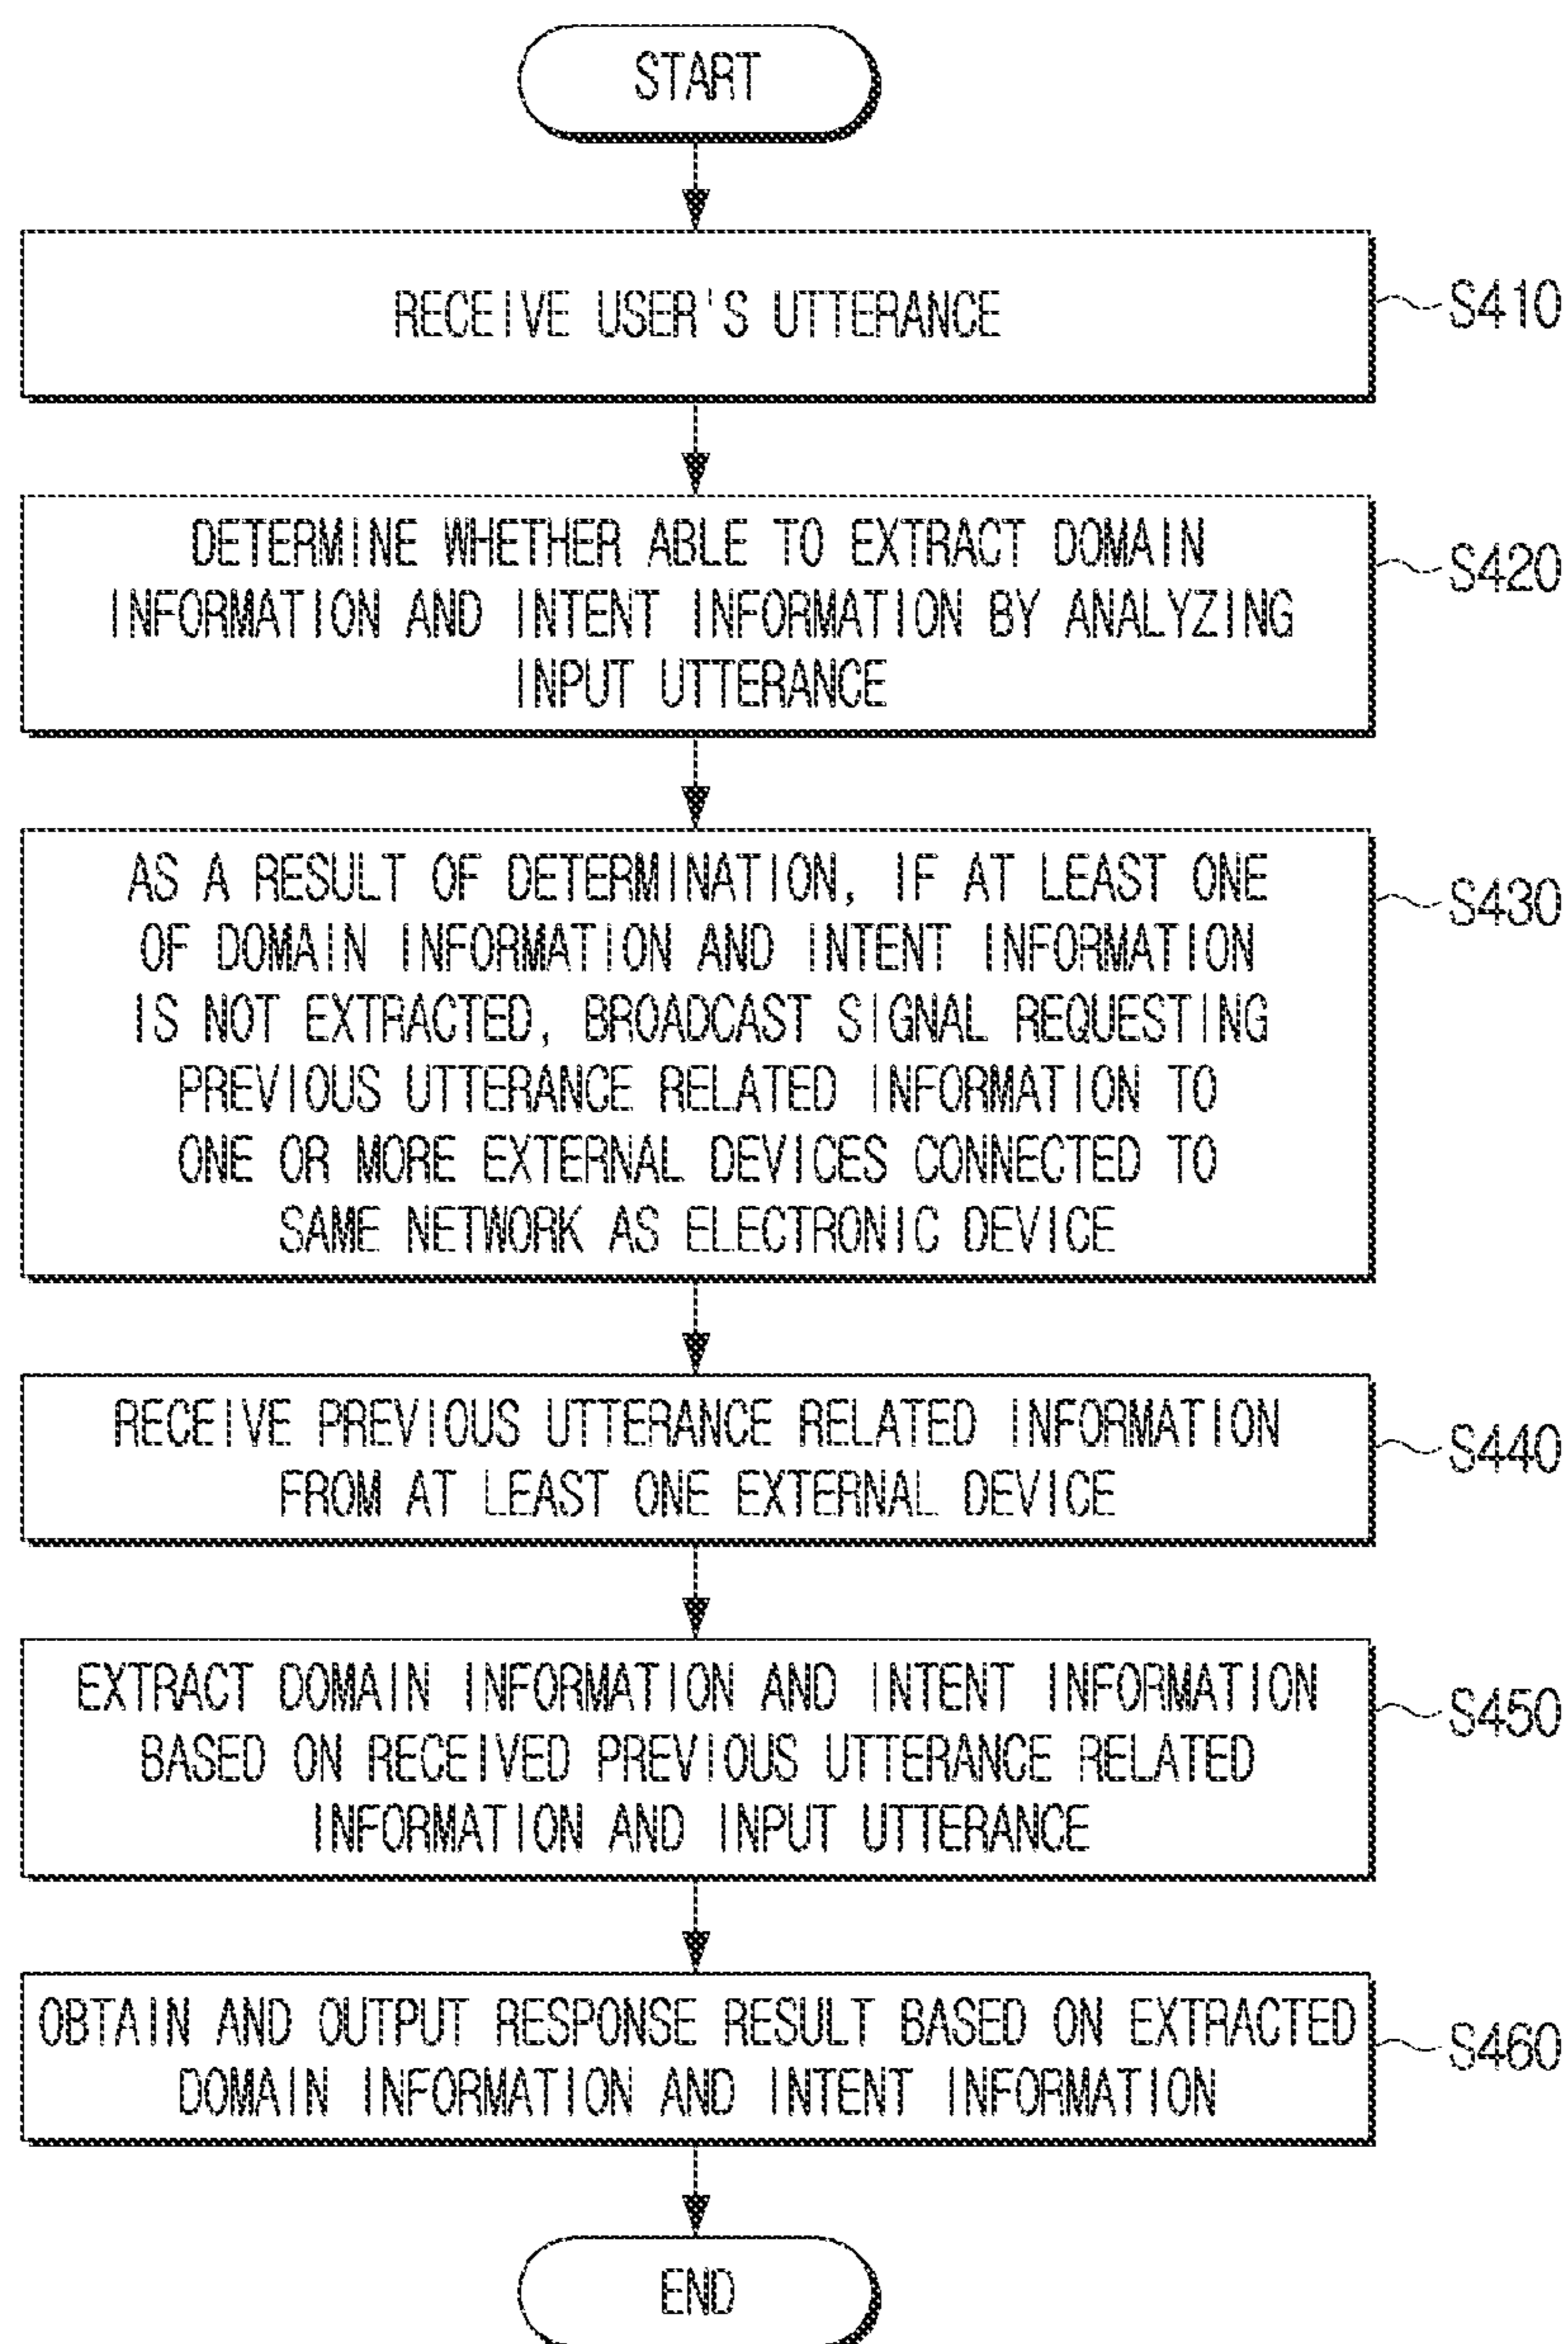 START
RECEIVE USER'S UTTERANCE
S410
DETERMINE WHETHER ABLE TO EXTRACT DOMAIN
INFORMATION AND INTENT INFORMATION BY ANALYZING
INPUT UTTERANCE
S420
AS A RESULT OF DETERMINATION, IF AT LEAST ONE
OF DOMAIN INFORMATION AND INTENT INFORMATION
IS NOT EXTRACTED, BROADCAST SIGNAL REQUESTING
PREVIOUS UTTERANCE RELATED INFORMATION TO
ONE OR MORE EXTERNAL DEVICES CONNECTED TO
SAME NETWORK AS ELECTRONIC DEVICE
S430
RECEIVE PREVIOUS UTTERANCE RELATED INFORMATION
FROM AT LEAST ONE EXTERNAL DEVICE
S440
EXTRACT DOMAIN INFORMATION AND INTENT INFORMATION
BASED ON RECEIVED PREVIOUS UTTERANCE RELATED
INFORMATION AND INPUT UTTERANCE
S450
OBTAIN AND OUTPUT RESPONSE RESULT BASED ON EXTRACTED
DOMAIN INFORMATION AND INTENT INFORMATION
S460
END